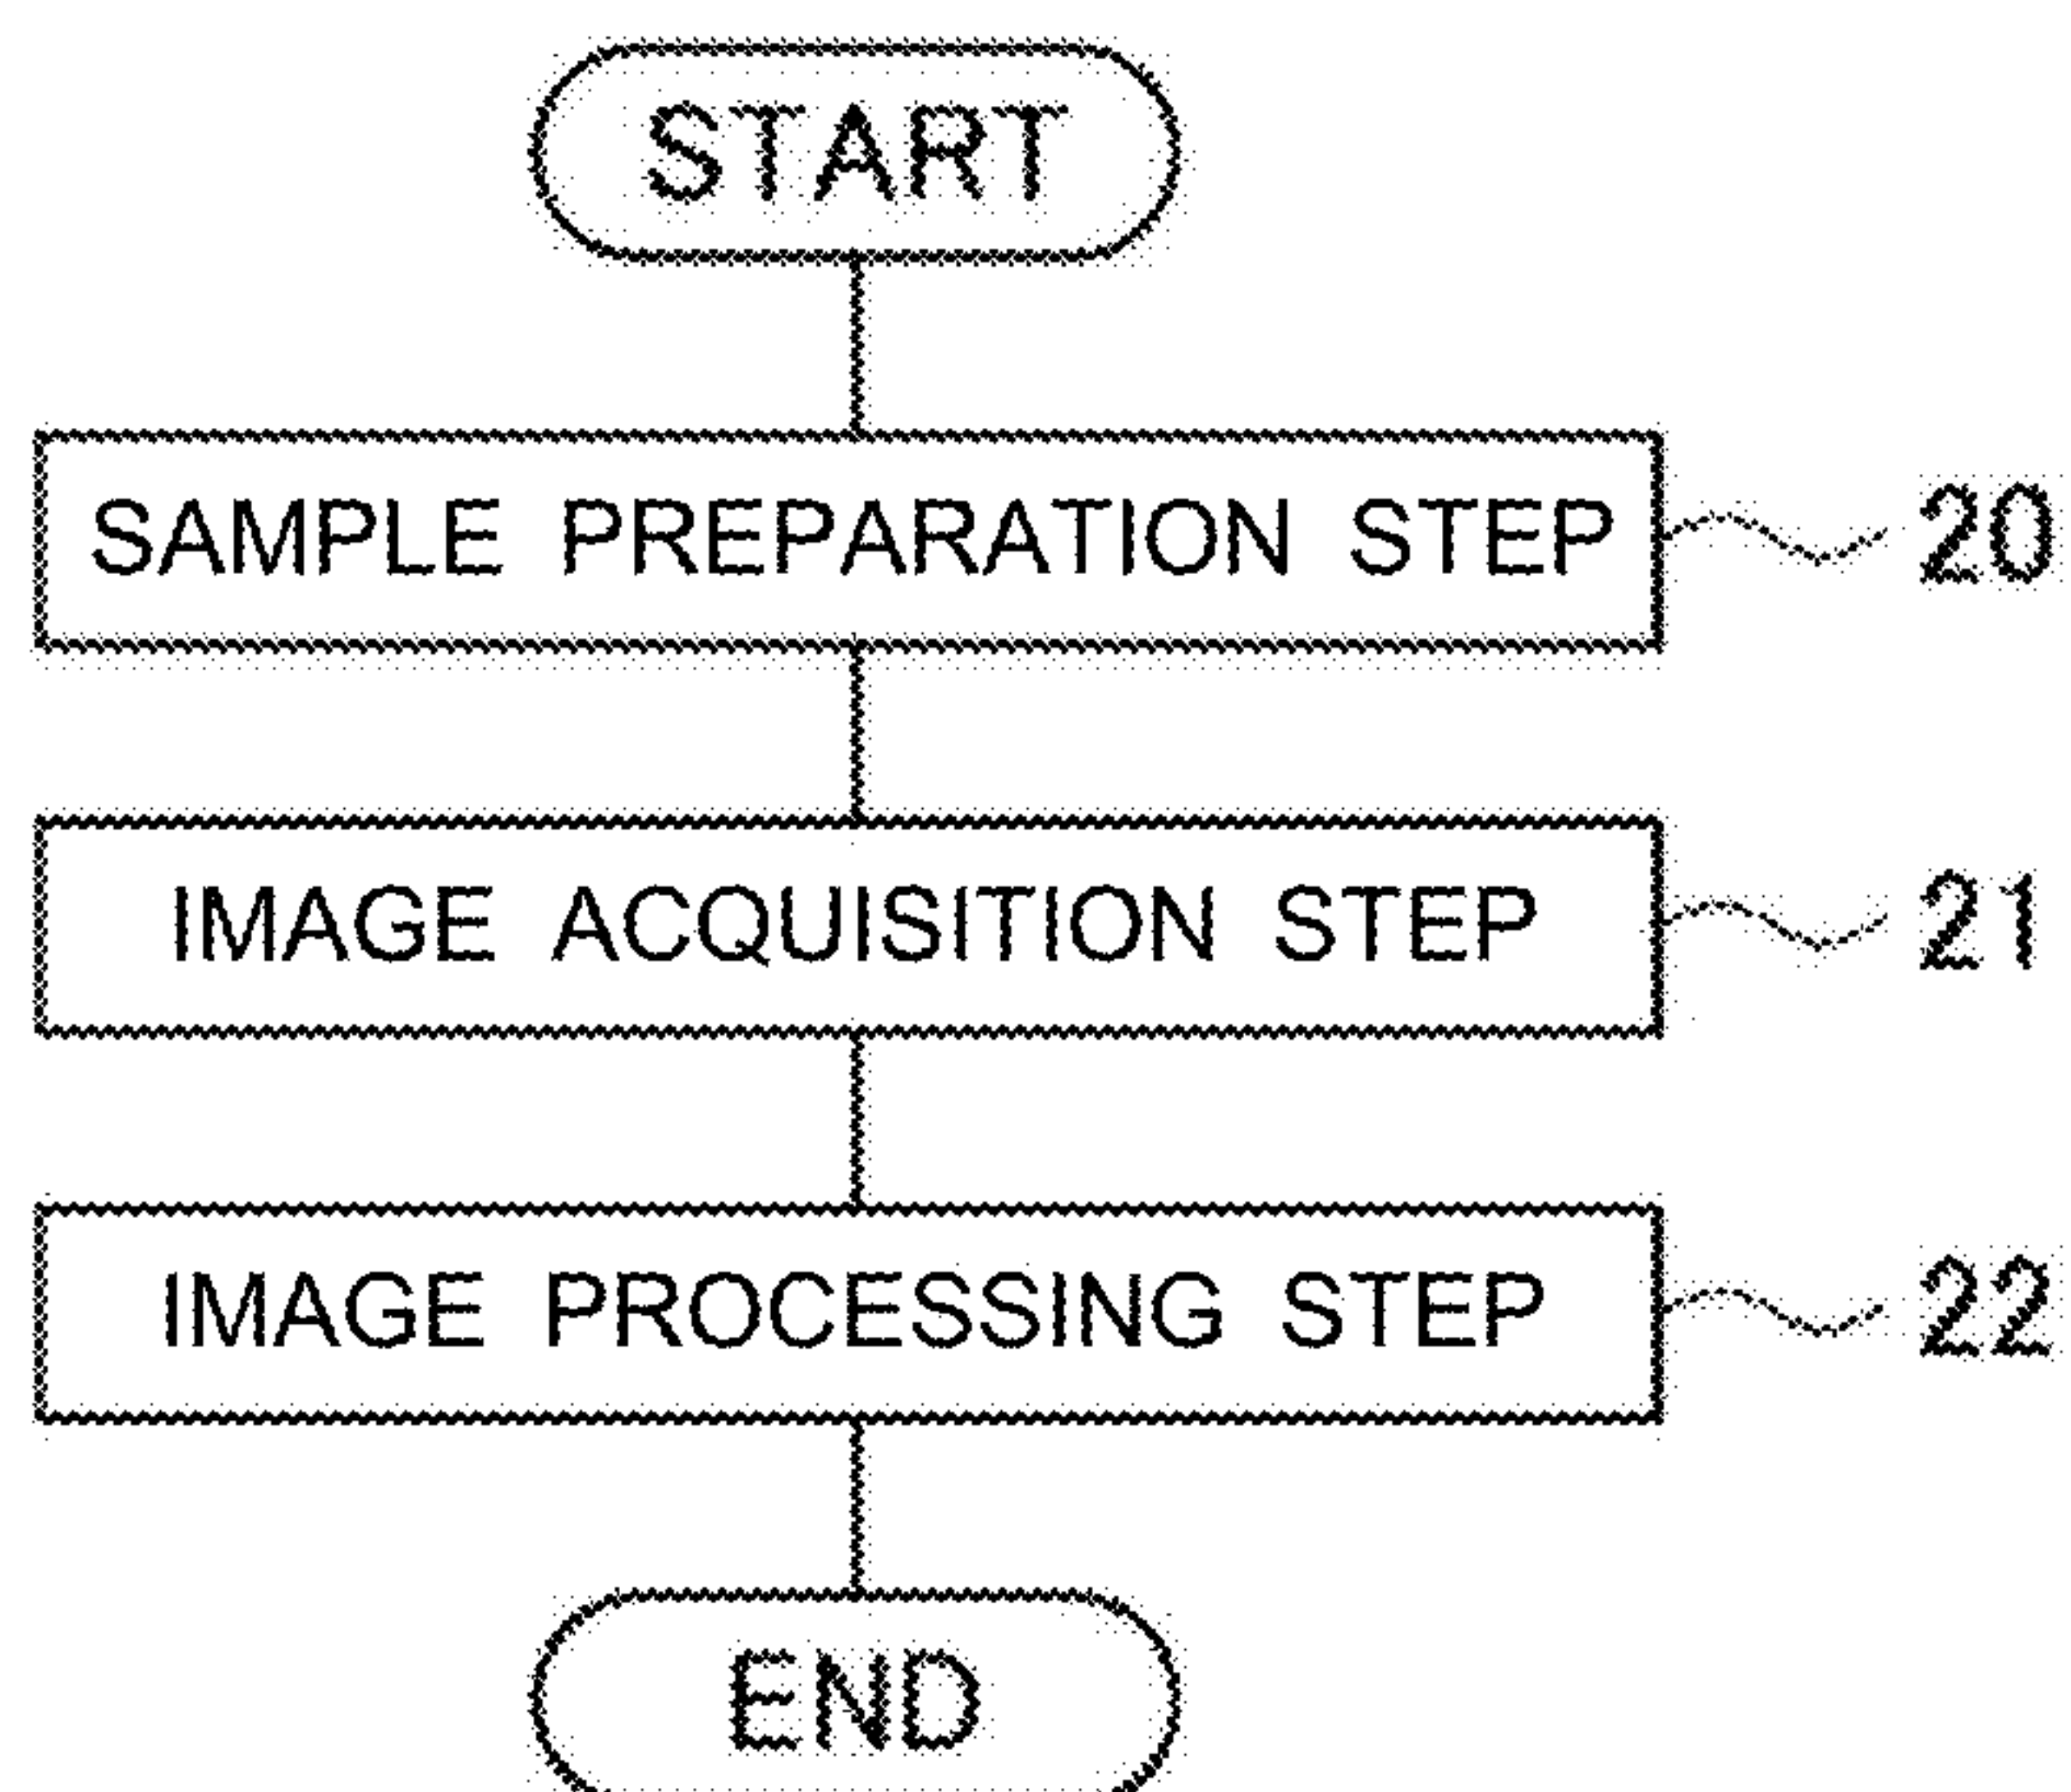 START
SAMPLE PREPARATION STEP 20
IMAGE ACQUISITION STEP 21
IMAGE PROCESSING STEP 22
END